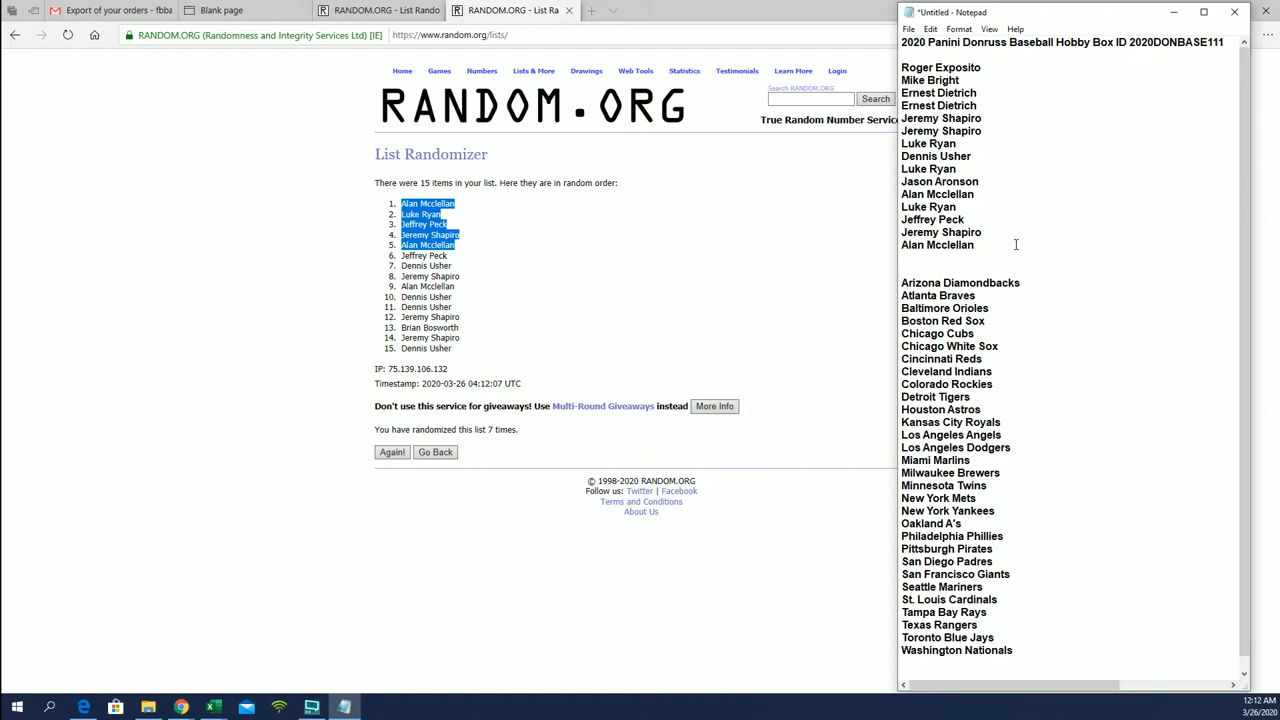 Export of your orders - fbba
Blank page
RANDOM.ORG - List Rando
RANDOM.ORG - List Ra
RANDOM.ORG (Randomness and Integrity Services Ltd) [IE]
https://www.random.org/lists/
Home Games Numbers Lists & More Drawings Web Tools Statistics Testimonials Learn More Login
Search RANDOM.ORG
Search
RANDOM.ORG
True Random Number Service
List Randomizer
There were 15 items in your list. Here they are in random order:
1. Alan Mcclellan
2. Luke Ryan
3. Jeffrey Peck
4. Jeremy Shapiro
5. Alan Mcclellan
6. Jeffrey Peck
7. Dennis Usher
8. Jeremy Shapiro
9. Alan Mcclellan
10. Dennis Usher
11. Dennis Usher
12. Jeremy Shapiro
13. Brian Bosworth
14. Jeremy Shapiro
15. Dennis Usher
IP: 75.139.106.132
Timestamp: 2020-03-26 04:12:07 UTC
Don't use this service for giveaways! Use Multi-Round Giveaways instead More Info
You have randomized this list 7 times.
Again! Go Back
© 1998-2020 RANDOM.ORG
Follow us: Twitter | Facebook
Terms and Conditions
About Us
*Untitled - Notepad
File Edit Format View Help
2020 Panini Donruss Baseball Hobby Box ID 2020DONBASE111
Roger Exposito
Mike Bright
Ernest Dietrich
Ernest Dietrich
Jeremy Shapiro
Jeremy Shapiro
Luke Ryan
Dennis Usher
Luke Ryan
Jason Aronson
Alan Mcclellan
Luke Ryan
Jeffrey Peck
Jeremy Shapiro
Alan Mcclellan
Arizona Diamondbacks
Atlanta Braves
Baltimore Orioles
Boston Red Sox
Chicago Cubs
Chicago White Sox
Cincinnati Reds
Cleveland Indians
Colorado Rockies
Detroit Tigers
Houston Astros
Kansas City Royals
Los Angeles Angels
Los Angeles Dodgers
Miami Marlins
Milwaukee Brewers
Minnesota Twins
New York Mets
New York Yankees
Oakland A's
Philadelphia Phillies
Pittsburgh Pirates
San Diego Padres
San Francisco Giants
Seattle Mariners
St. Louis Cardinals
Tampa Bay Rays
Texas Rangers
Toronto Blue Jays
Washington Nationals
12:12 AM
3/26/2020